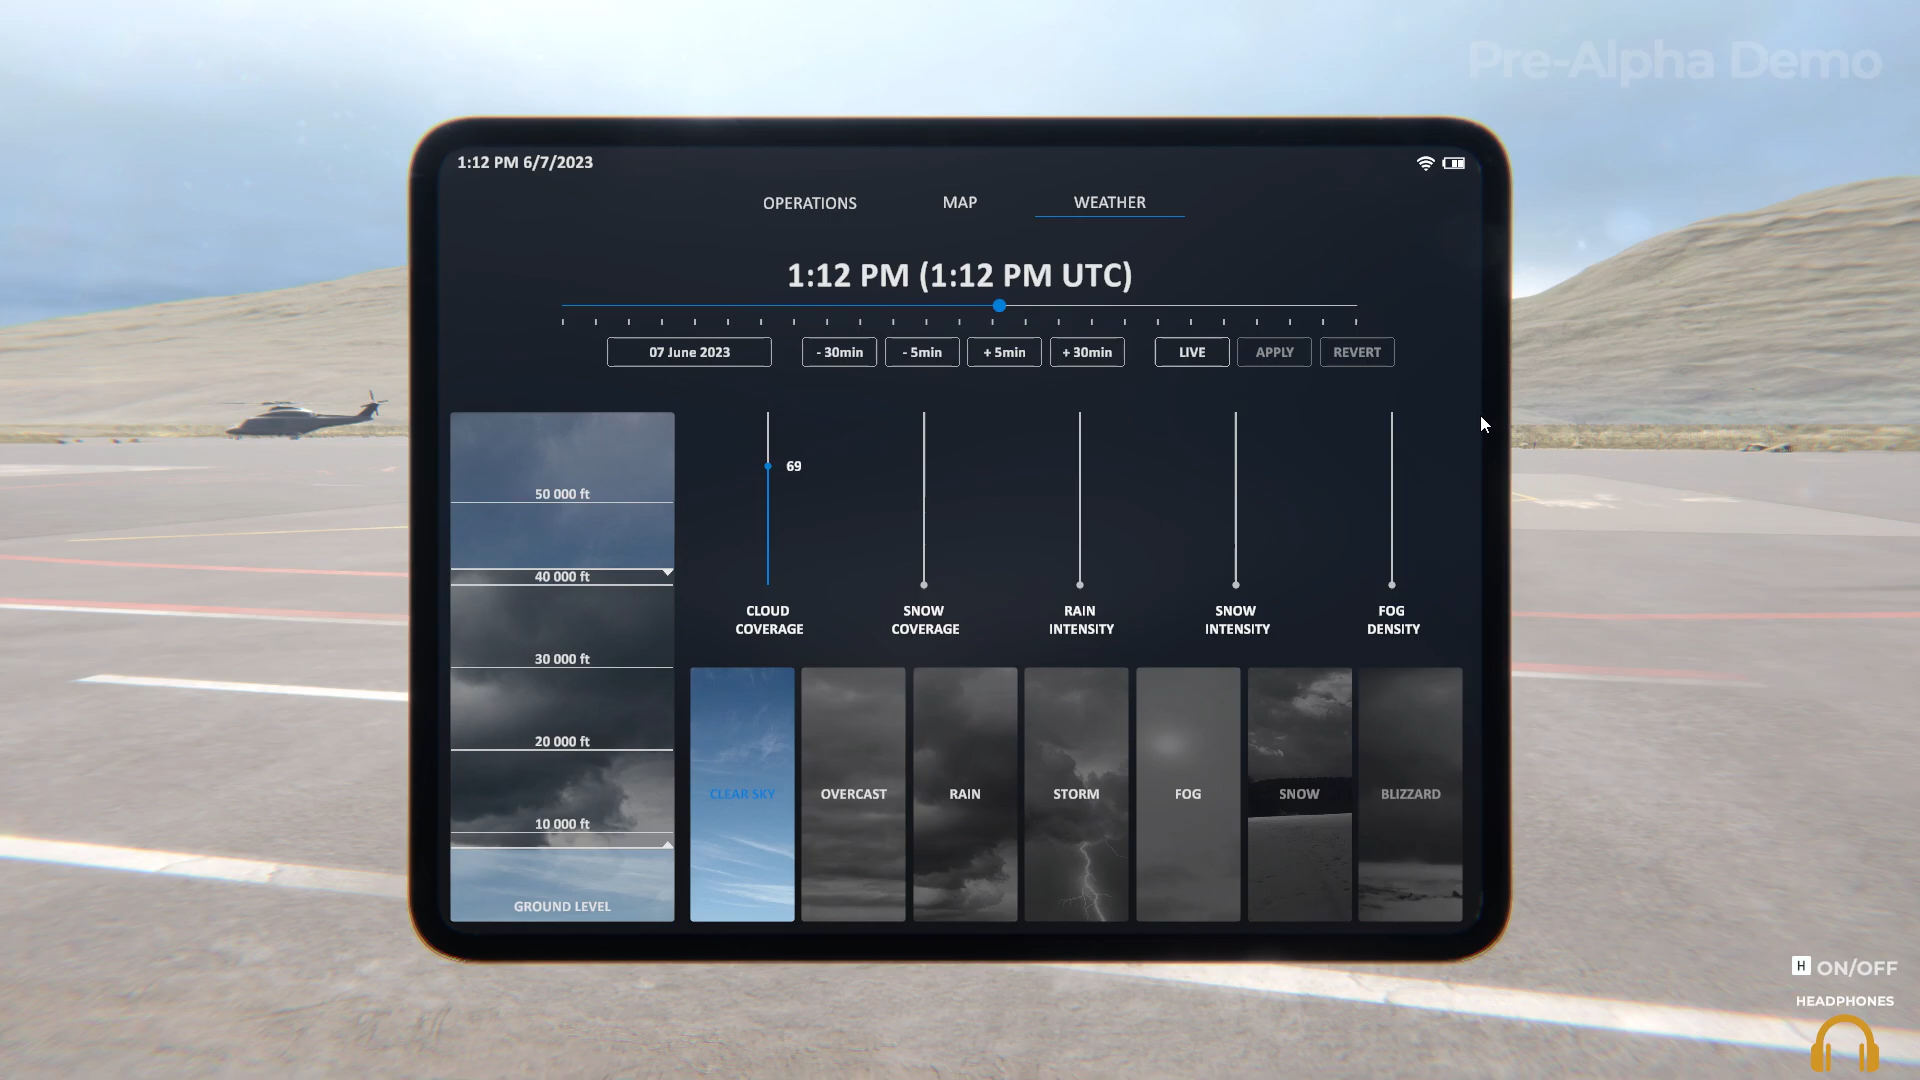 Pre-Alpha Demo
1:12 PM 6/7/2023
OPERATIONS MAP WEATHER
1:12 PM (1:12 PM UTC)
07 June 2023 - 30min - 5min + 5min + 30min LIVE APPLY REVERT
50 000 ft
40 000 ft
30 000 ft
20 000 ft
10 000 ft
GROUND LEVEL
69
CLOUD
COVERAGE
SNOW
COVERAGE
RAIN
INTENSITY
SNOW
INTENSITY
FOG
DENSITY
CLEAR SKY OVERCAST RAIN STORM FOG SNOW BLIZZARD
H ON/OFF
HEADPHONES